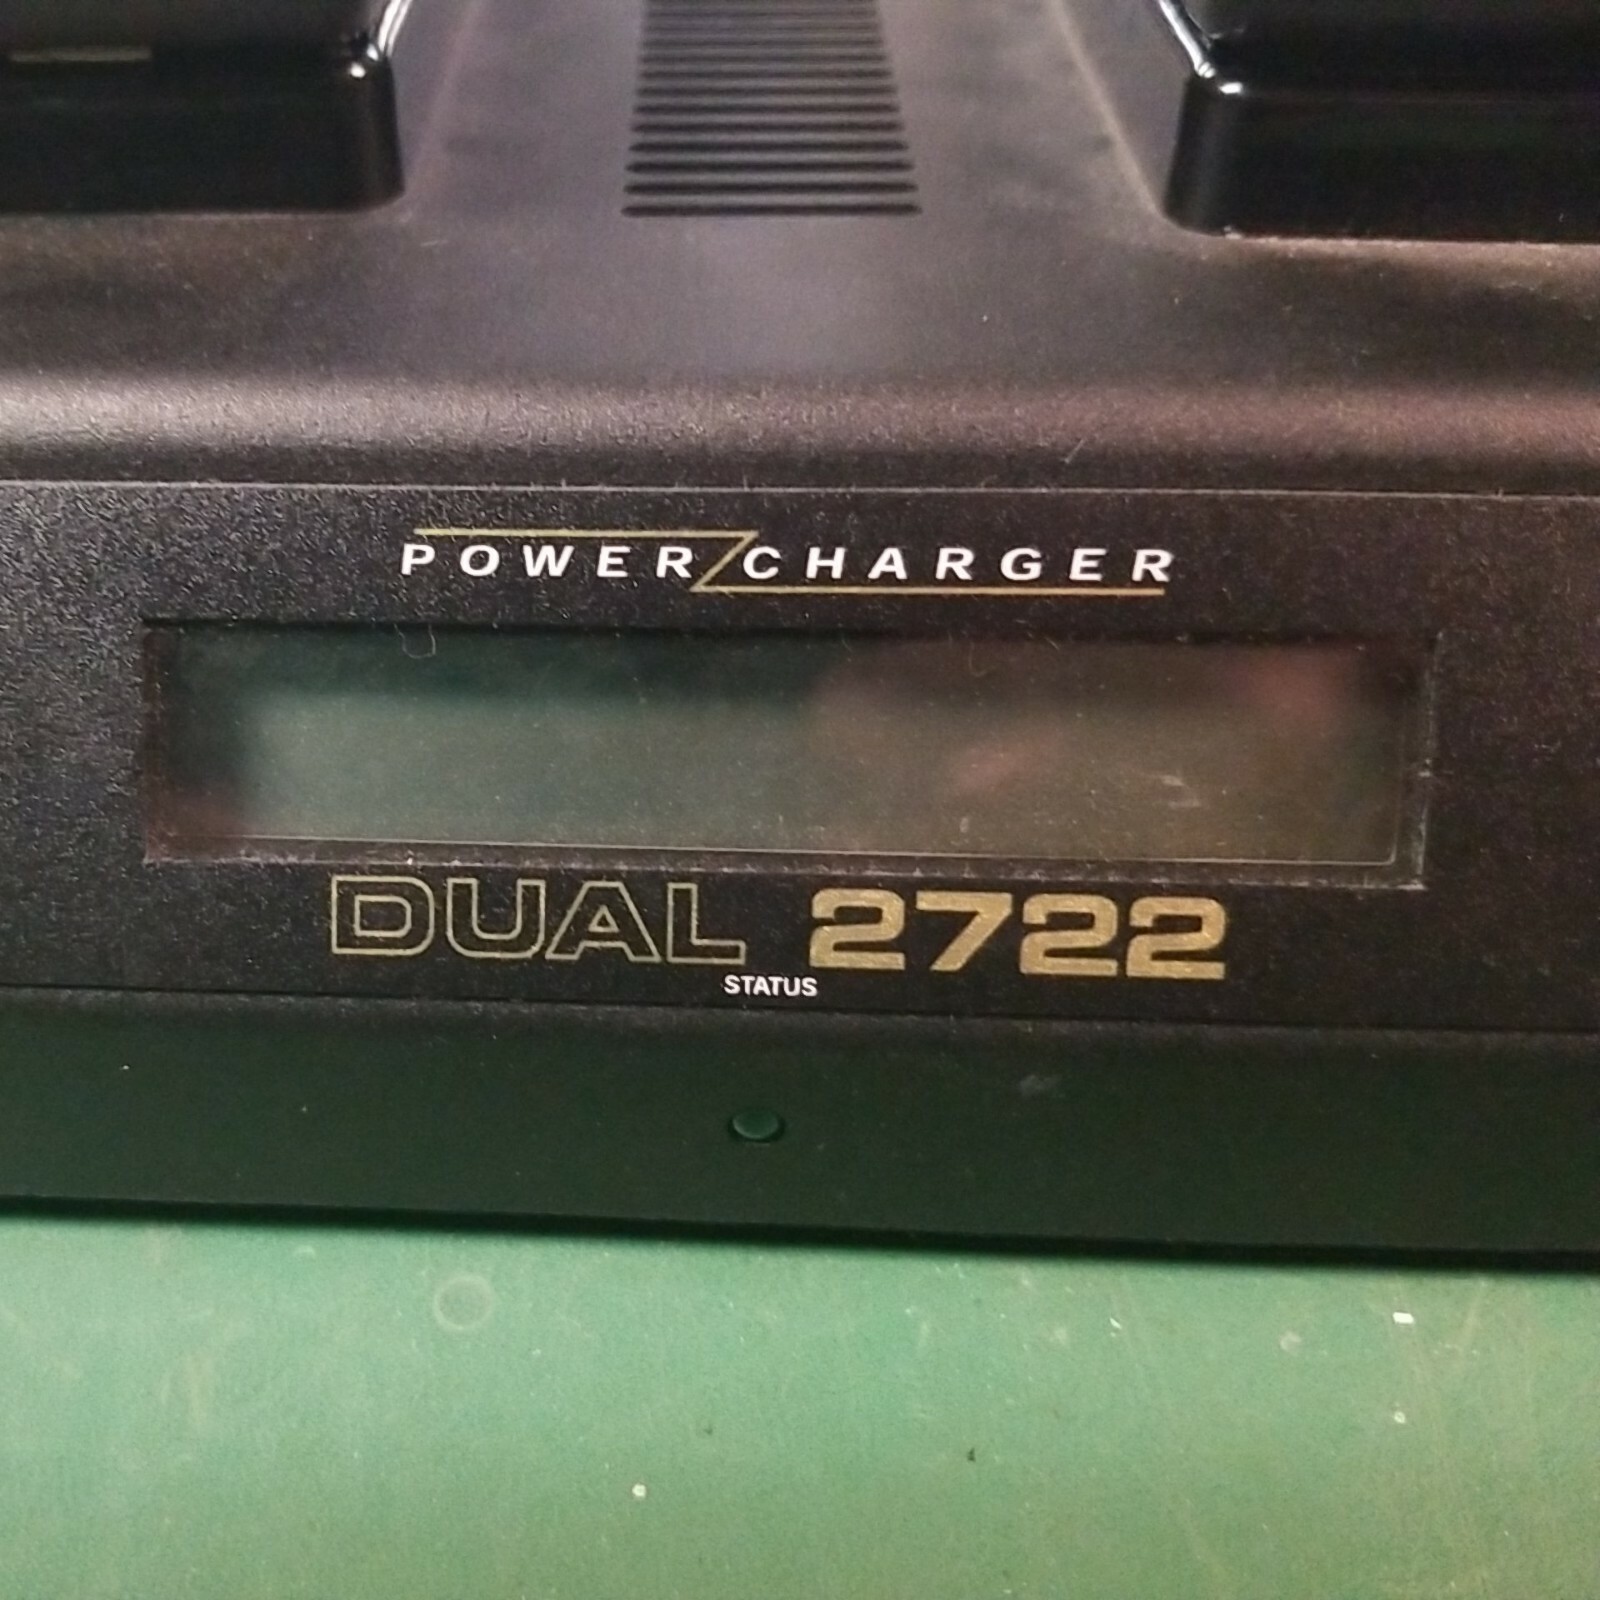 POWER CHARGER
DUAL 2722
STATUS